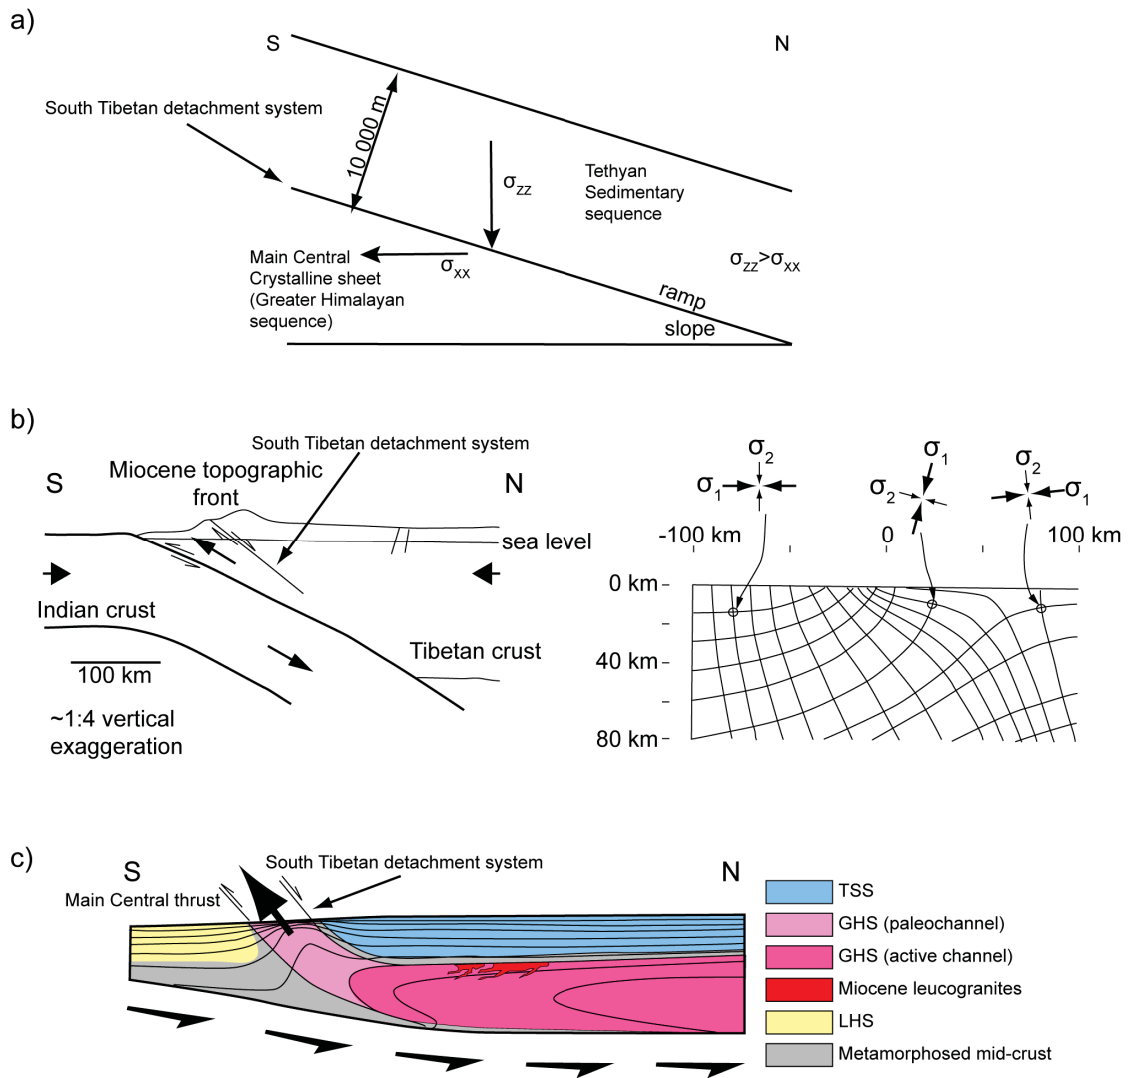 a)
S
N
South Tibetan detachment system
10 000 m
σzz
Tethyan
Sedimentary
sequence
Main Central
Crystalline sheet
(Greater Himalayan
sequence)
σxx
σzz>σxx
ramp
slope
b)
South Tibetan detachment system
Miocene topographic
front
S
N
sea level
Indian crust
Tibetan crust
100 km
~1:4 vertical
exaggeration
σ2
σ1
σ1
σ2
σ2
σ1
-100 km
0
100 km
0 km
40 km
80 km
c)
S
N
South Tibetan detachment system
Main Central thrust
TSS
GHS (paleochannel)
GHS (active channel)
Miocene leucogranites
LHS
Metamorphosed mid-crust